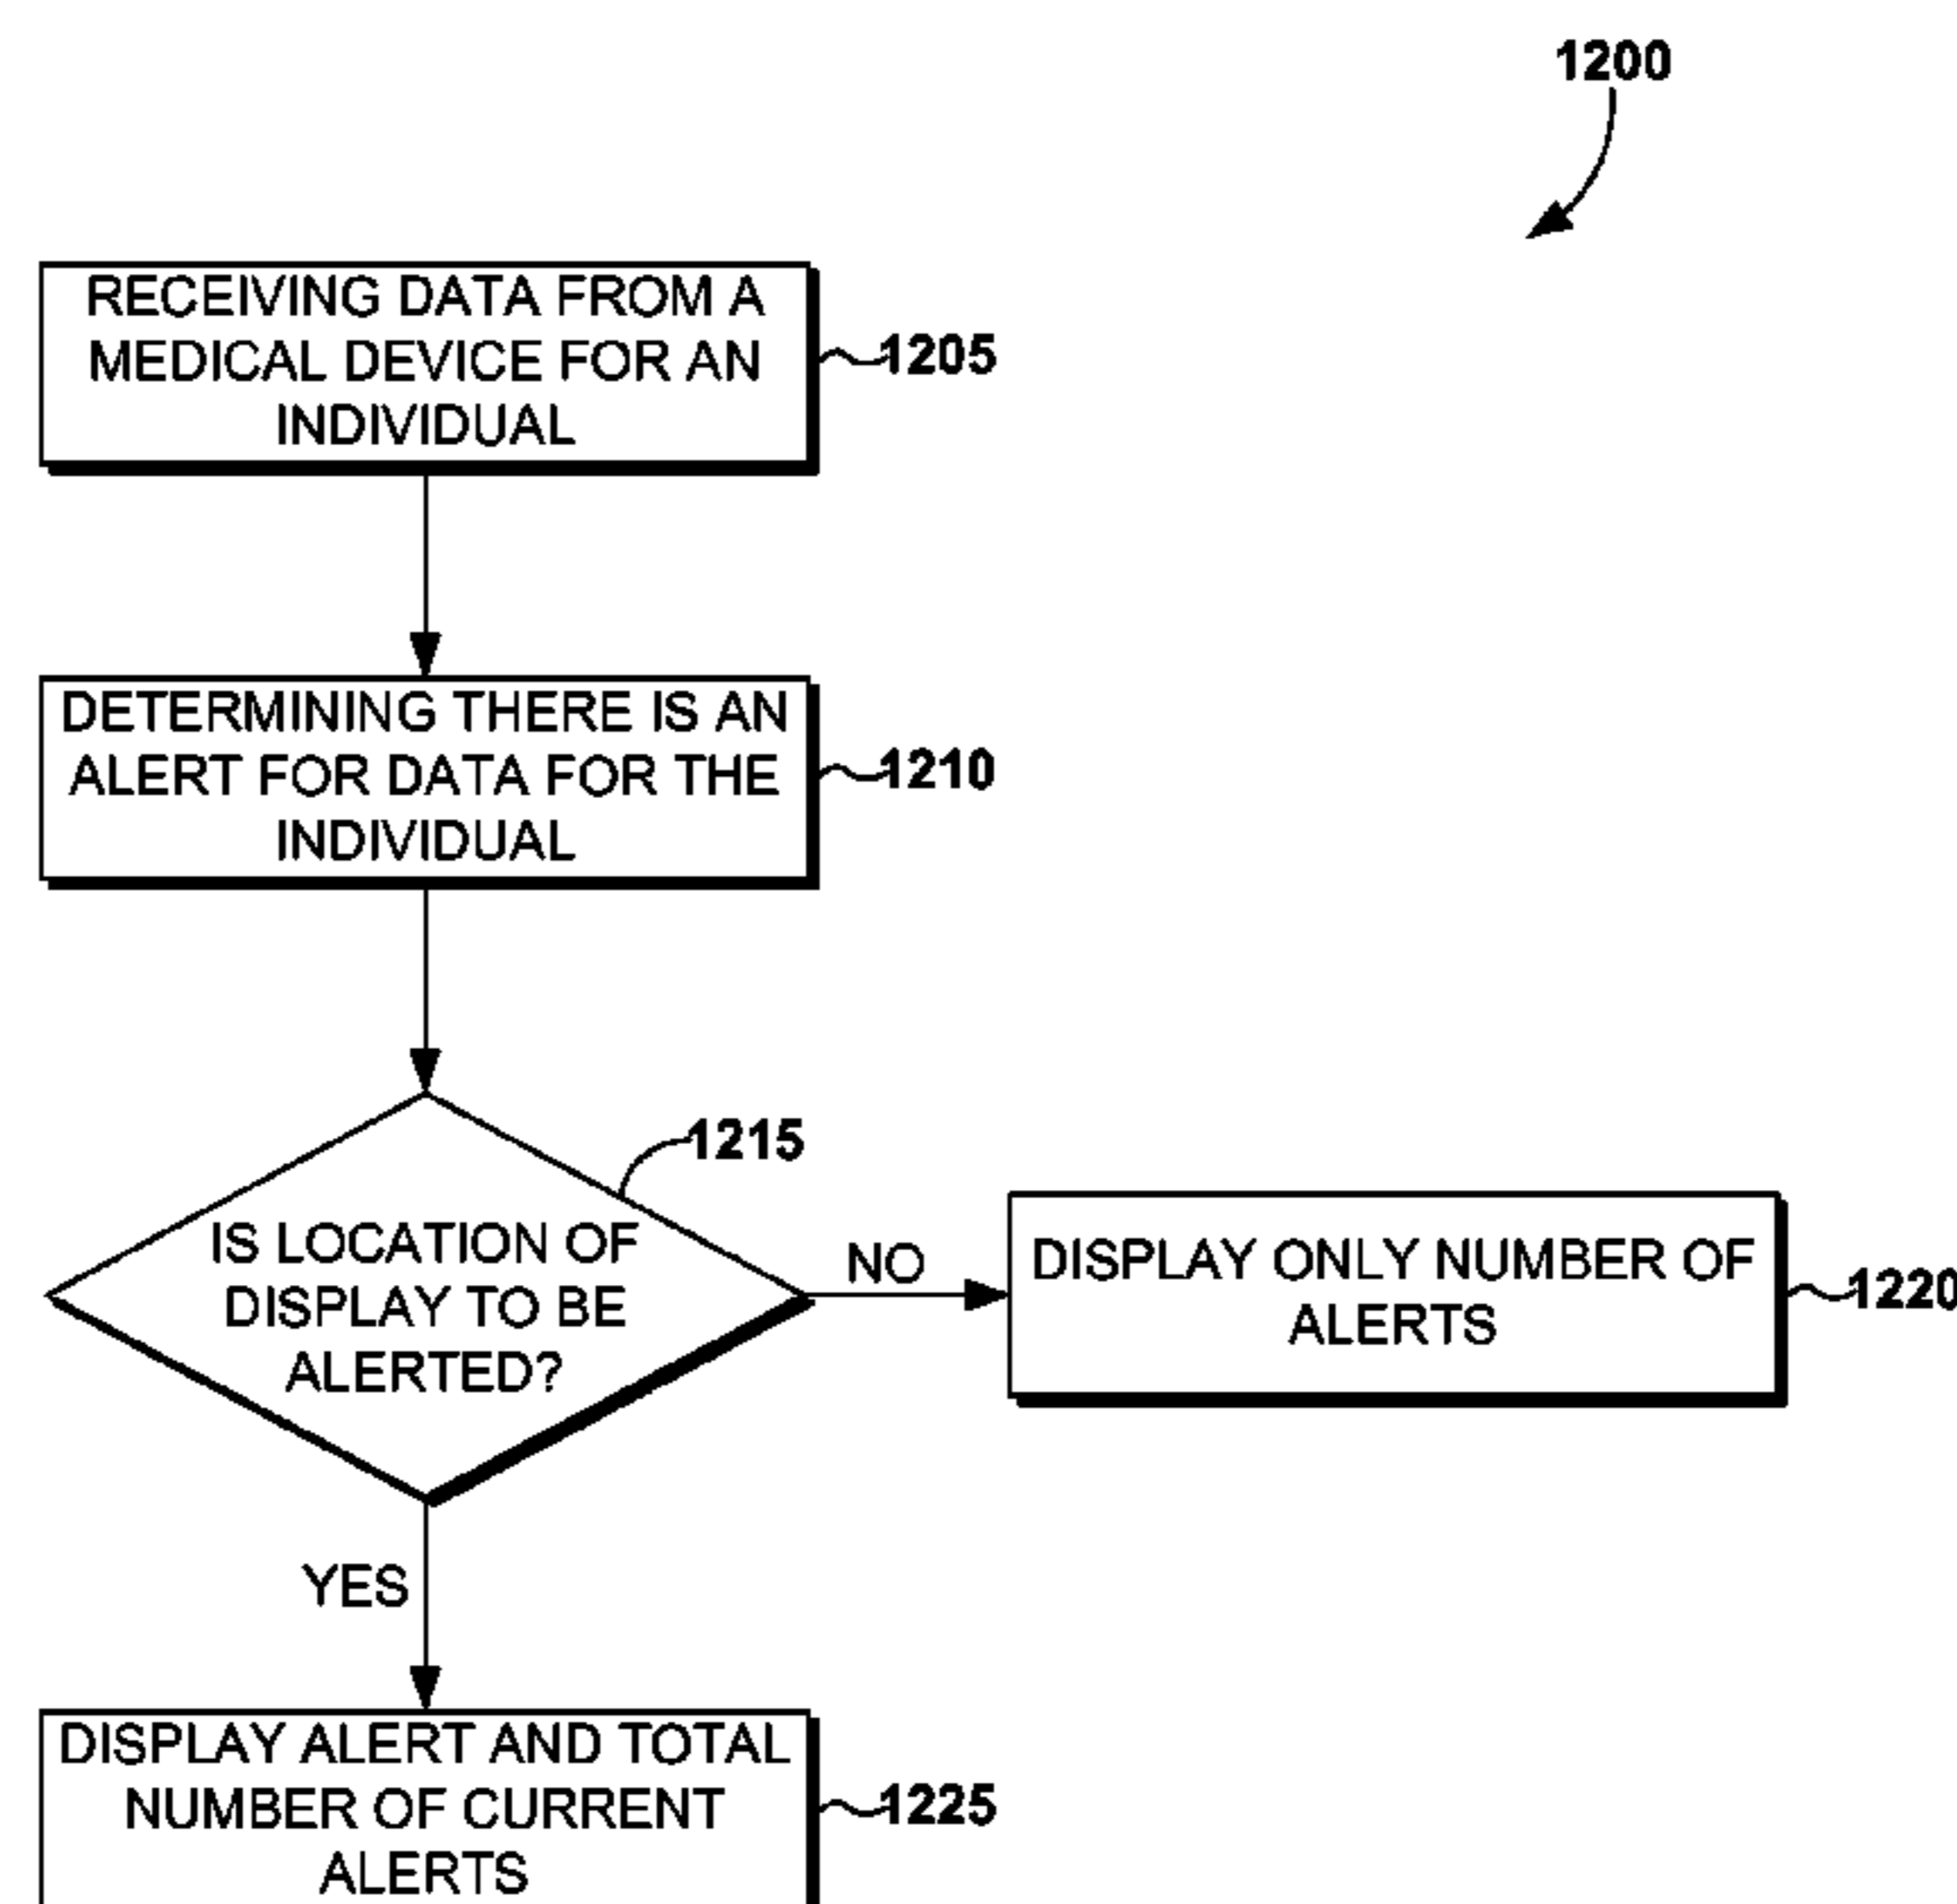 1200
RECEIVING DATA FROM A
MEDICAL DEVICE FOR AN
INDIVIDUAL
1205
DETERMINING THERE IS AN
ALERT FOR DATA FOR THE
INDIVIDUAL
1210
1215
IS LOCATION OF
DISPLAY TO BE
ALERTED?
NO
DISPLAY ONLY NUMBER OF
ALERTS
1220
YES
DISPLAY ALERT AND TOTAL
NUMBER OF CURRENT
ALERTS
1225